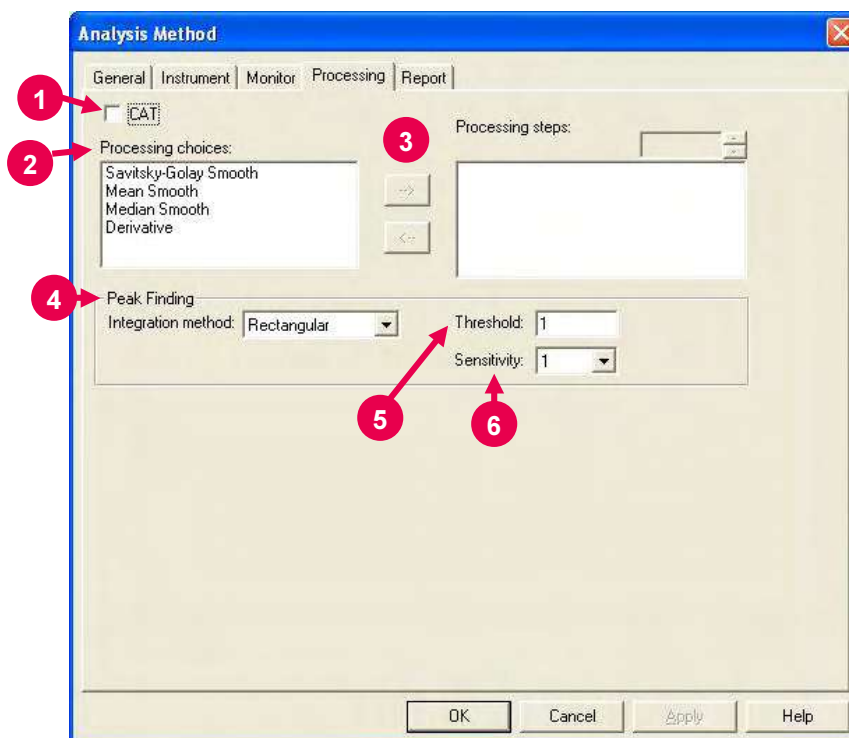 Analysis Method
General Instrument Monitor Processing Report
1
CAT
3
Processing steps:
2
Processing choices:
Savitsky-Golay Smooth
Mean Smooth
Median Smooth
Derivative
-->
<--
4
Peak Finding
Integration method: Rectangular
Threshold: 1
Sensitivity: 1
5
6
OK Cancel Apply Help